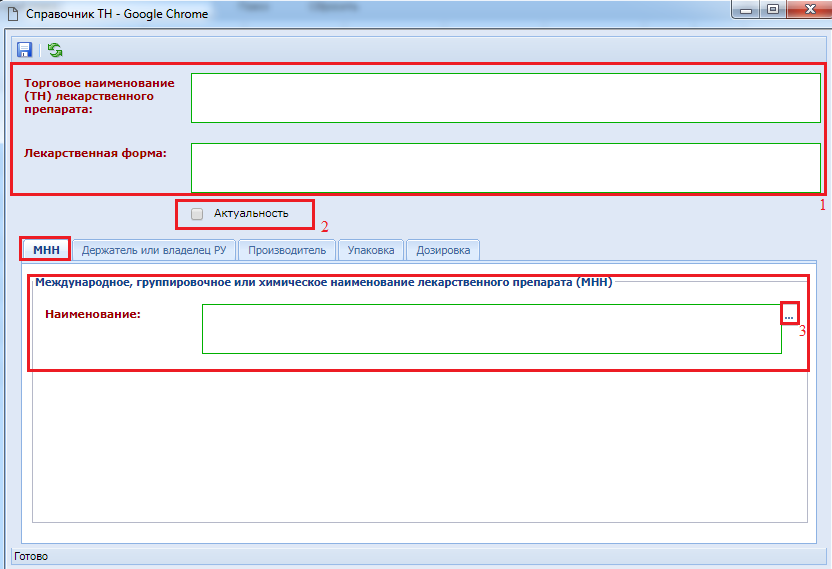 Справочник ТН - Google Chrome
Торговое наименование
(ТН) лекарственного
препарата:
Лекарственная форма:
1
Актуальность
2
МНН Держатель или владелец РУ Производитель Упаковка Дозировка
Международное, группировочное или химическое наименование лекарственного препарата (МНН)
Наименование:
...
3
Готово